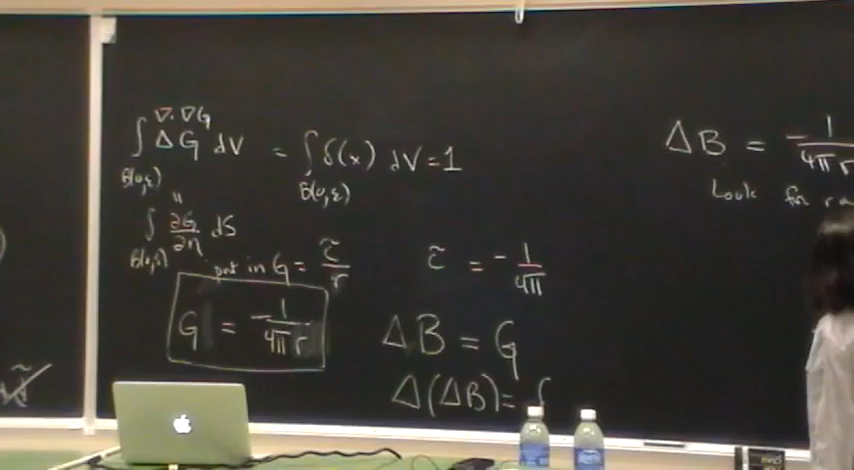 ∇·∇G
∫ ΔG dV = ∫ δ(x) dV = 1
B(0,ε) B(0,ε)
"
∫ ∂G/∂n dS
B(0,ε)
put in G = c̃/r
c̃ = -1/4π
G = -1/4πr
ΔB = G
Δ(ΔB) = δ
ΔB = -1/4πr
Look for